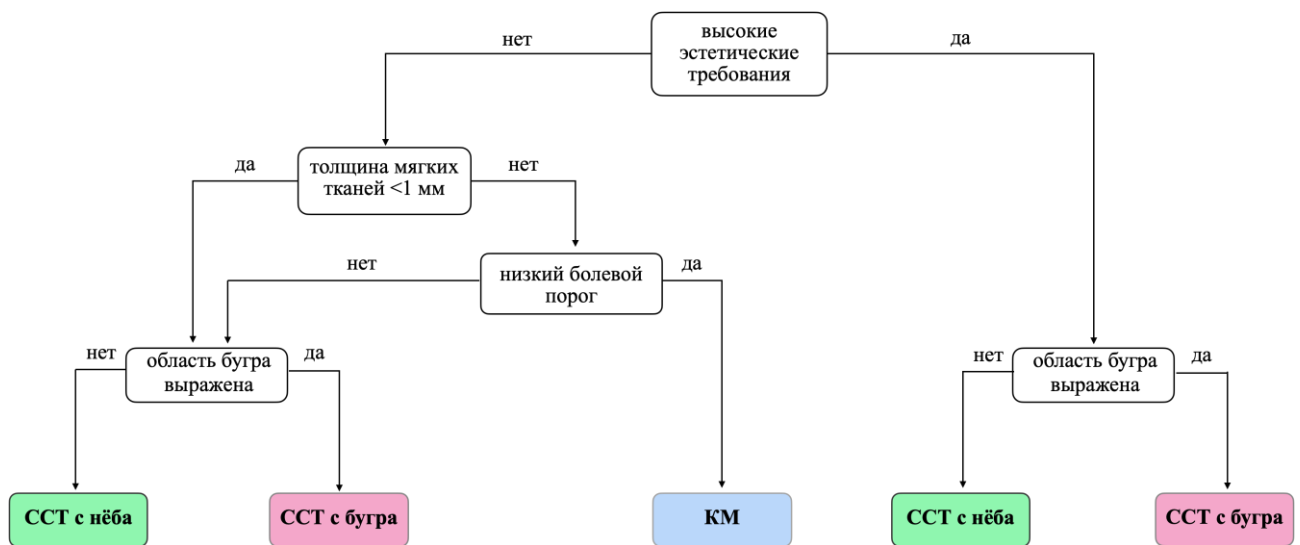 высокие
эстетические
требования
нет
да
толщина мягких
тканей <1 мм
да
нет
низкий болевой
порог
нет
да
область бугра
выражена
нет
да
область бугра
выражена
нет
да
ССТ с нёба
ССТ с бугра
КМ
ССТ с нёба
ССТ с бугра